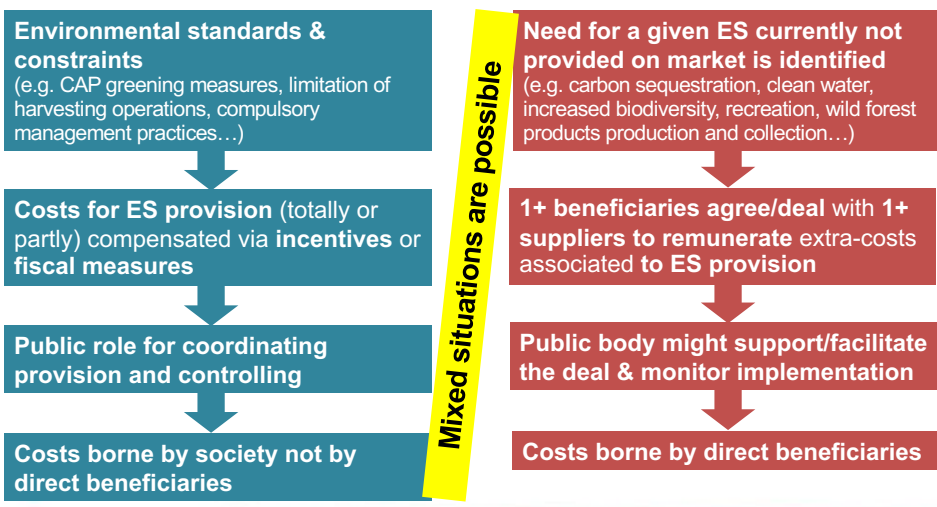 Environmental standards &
constraints
(e.g. CAP greening measures, limitation of
harvesting operations, compulsory
management practices…)
Costs for ES provision (totally or
partly) compensated via incentives or
fiscal measures
Public role for coordinating
provision and controlling
Costs borne by society not by
direct beneficiaries
Mixed situations are possible
Need for a given ES currently not
provided on market is identified
(e.g. carbon sequestration, clean water,
increased biodiversity, recreation, wild forest
products production and collection…)
1+ beneficiaries agree/deal with 1+
suppliers to remunerate extra-costs
associated to ES provision
Public body might support/facilitate
the deal & monitor implementation
Costs borne by direct beneficiaries